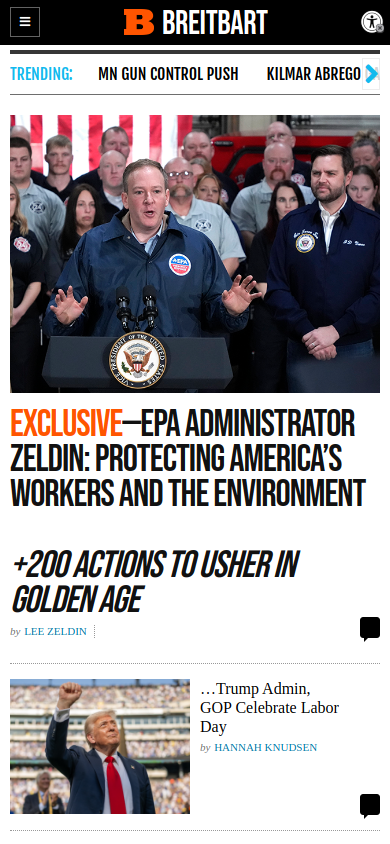 B BREITBART
TRENDING: MN GUN CONTROL PUSH KILMAR ABREGO
EXCLUSIVE—EPA ADMINISTRATOR
ZELDIN: PROTECTING AMERICA'S
WORKERS AND THE ENVIRONMENT
+200 ACTIONS TO USHER IN
GOLDEN AGE
by LEE ZELDIN
…Trump Admin,
GOP Celebrate Labor
Day
by HANNAH KNUDSEN